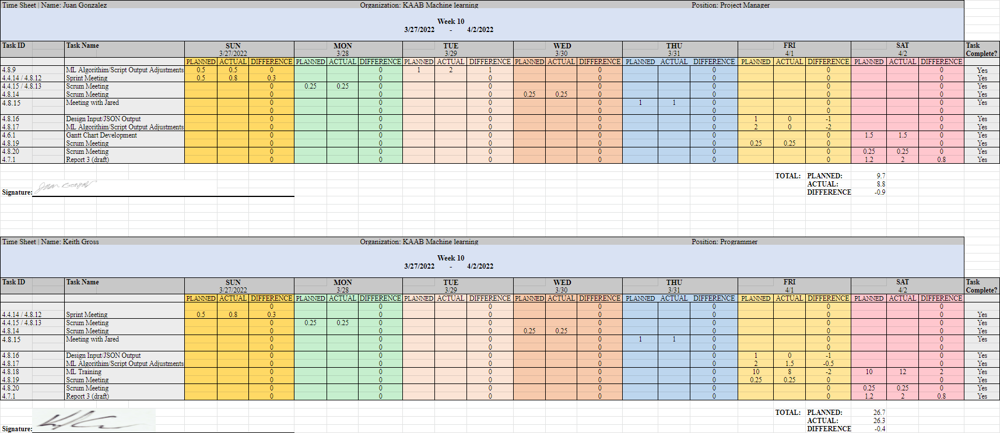 Time Sheet | Name: Juan Gonzalez Organization: KAAB Machine learning Position: Project Manager
Week 10
3/27/2022 - 4/2/2022
Task ID Task Name SUN MON TUE WED THU FRI SAT Task
3/27/2022 3/28 3/29 3/30 3/31 4/1 4/2 Complete?
PLANNED ACTUAL DIFFERENCE PLANNED ACTUAL DIFFERENCE PLANNED ACTUAL DIFFERENCE PLANNED ACTUAL DIFFERENCE PLANNED ACTUAL DIFFERENCE PLANNED ACTUAL DIFFERENCE PLANNED ACTUAL DIFFERENCE
4.8.9 ML Algorithim/Script Output Adjustments 0.5 0.5 0 0 1 2 1 0 0 0 0 Yes
4.4.14 / 4.8.12 Sprint Meeting 0.5 0.8 0.3 0 0 0 0 0 0 Yes
4.4.15 / 4.8.13 Scrum Meeting 0 0.25 0.25 0 0 0 0 0 0 Yes
4.8.14 Scrum Meeting 0 0 0 0.25 0.25 0 0 0 0 Yes
4.8.15 Meeting with Jared 0 0 0 0 1 1 0 0 0 Yes
0 0 0 0 0 0 0
4.8.16 Design Input/JSON Output 0 0 0 0 0 1 0 -1 0 Yes
4.8.17 ML Algorithim/Script Output Adjustments 0 0 0 0 0 2 0 -2 0 Yes
4.6.1 Gantt Chart Development 0 0 0 0 0 0 1.5 1.5 0 Yes
4.8.19 Scrum Meeting 0 0 0 0 0 0.25 0.25 0 0 Yes
4.8.20 Scrum Meeting 0 0 0 0 0 0 0.25 0.25 0 Yes
4.7.1 Report 3 (draft) 0 0 0 0 0 0 1.2 2 0.8 Yes
TOTAL: PLANNED: 9.7
ACTUAL: 8.8
Signature: DIFFERENCE -0.9
Time Sheet | Name: Keith Gross Organization: KAAB Machine learning Position: Programmer
Week 10
3/27/2022 - 4/2/2022
Task ID Task Name SUN MON TUE WED THU FRI SAT Task
3/27/2022 3/28 3/29 3/30 3/31 4/1 4/2 Complete?
PLANNED ACTUAL DIFFERENCE PLANNED ACTUAL DIFFERENCE PLANNED ACTUAL DIFFERENCE PLANNED ACTUAL DIFFERENCE PLANNED ACTUAL DIFFERENCE PLANNED ACTUAL DIFFERENCE PLANNED ACTUAL DIFFERENCE
0 0 0 0 0 0 0
4.4.14 / 4.8.12 Sprint Meeting 0.5 0.8 0.3 0 0 0 0 0 0 Yes
4.4.15 / 4.8.13 Scrum Meeting 0 0.25 0.25 0 0 0 0 0 0 Yes
4.8.14 Scrum Meeting 0 0 0 0.25 0.25 0 0 0 0 Yes
4.8.15 Meeting with Jared 0 0 0 0 1 1 0 0 0 Yes
0 0 0 0 0 0 0
4.8.16 Design Input/JSON Output 0 0 0 0 0 1 0 -1 0 Yes
4.8.17 ML Algorithim/Script Output Adjustments 0 0 0 0 0 2 1.5 -0.5 0 Yes
4.8.18 ML Training 0 0 0 0 0 10 8 -2 10 12 2 Yes
4.8.19 Scrum Meeting 0 0 0 0 0 0.25 0.25 0 0 Yes
4.8.20 Scrum Meeting 0 0 0 0 0 0 0.25 0.25 0 Yes
4.7.1 Report 3 (draft) 0 0 0 0 0 0 1.2 2 0.8 Yes
TOTAL: PLANNED: 26.7
ACTUAL: 26.3
Signature: DIFFERENCE -0.4